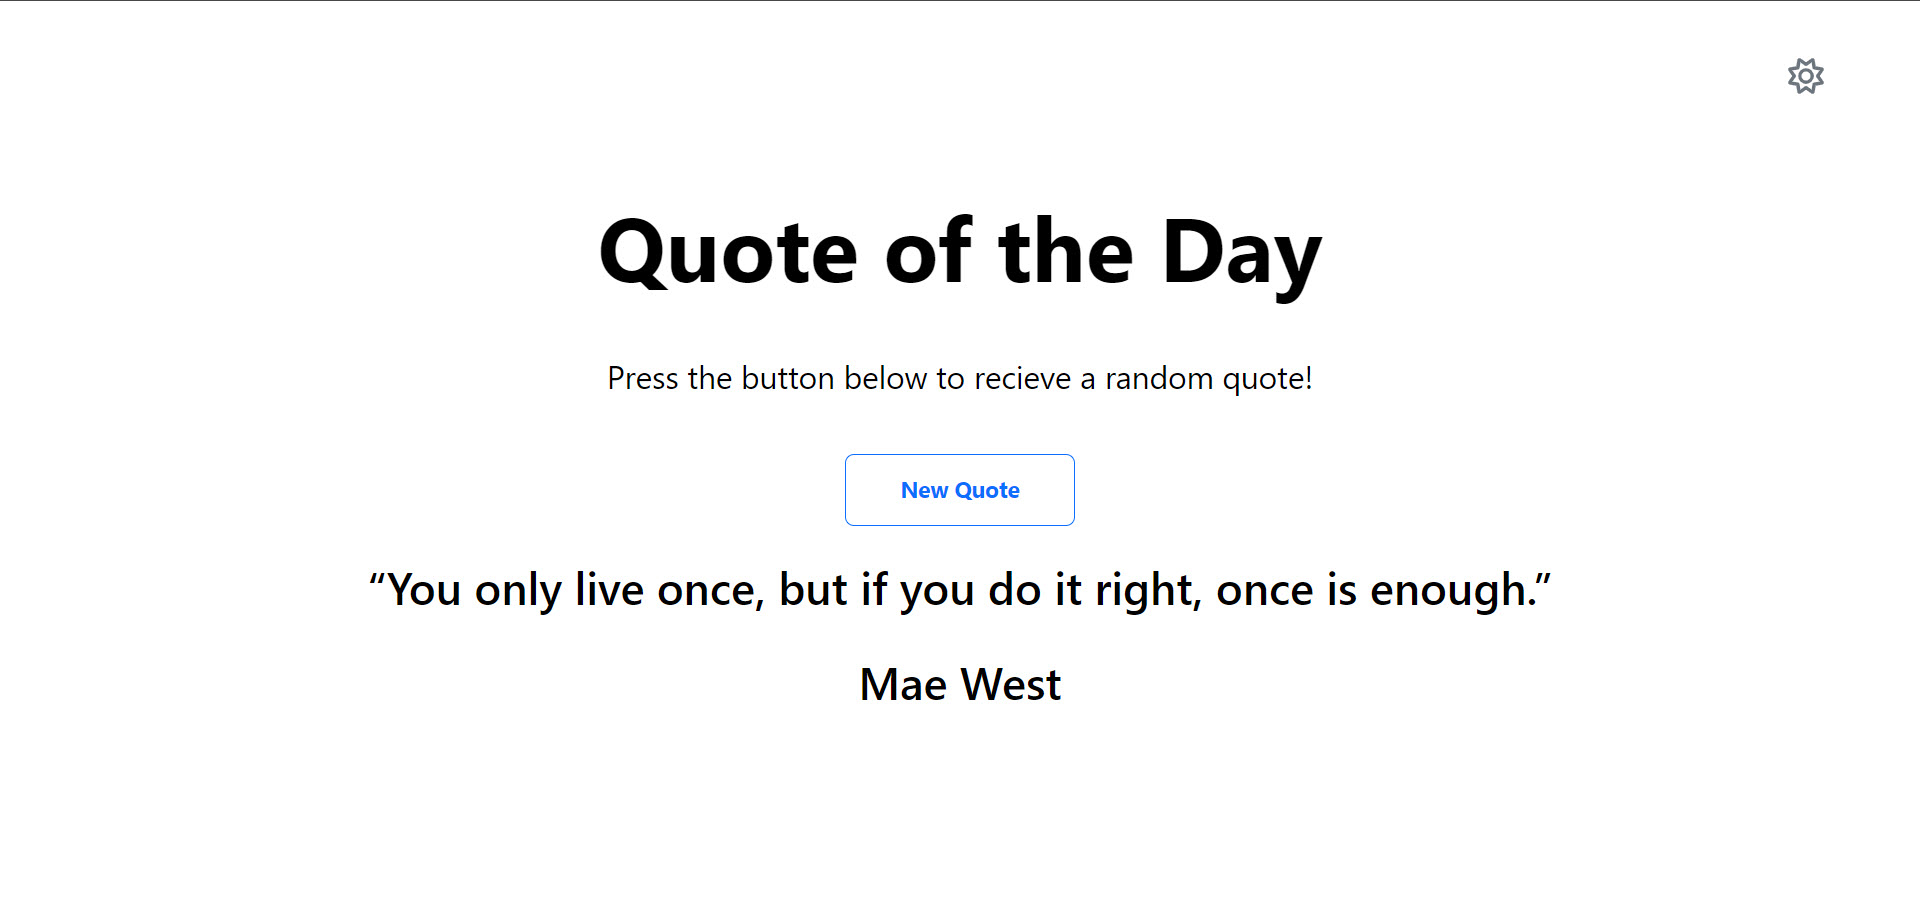 Quote of the Day
Press the button below to recieve a random quote!
New Quote
“You only live once, but if you do it right, once is enough.”
Mae West